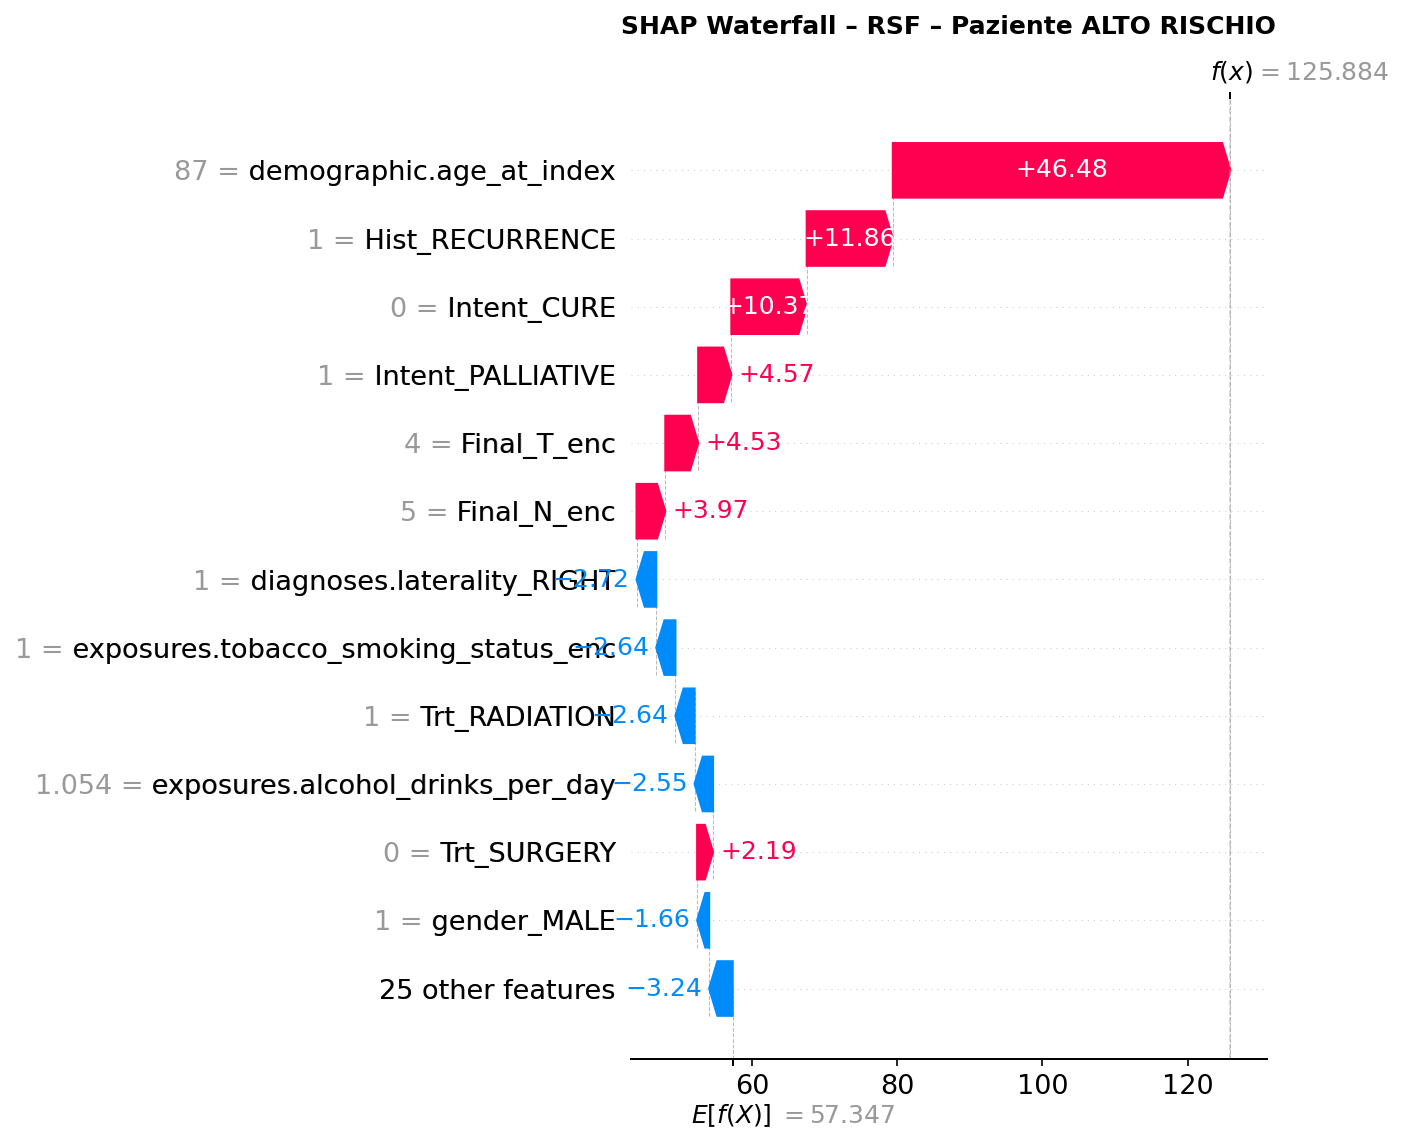 SHAP Waterfall – RSF – Paziente ALTO RISCHIO
f(x) = 125.884
87 = demographic.age_at_index +46.48
1 = Hist_RECURRENCE +11.86
0 = Intent_CURE +10.37
1 = Intent_PALLIATIVE +4.57
4 = Final_T_enc +4.53
5 = Final_N_enc +3.97
1 = diagnoses.laterality_RIGHT −2.72
1 = exposures.tobacco_smoking_status_enc −2.64
1 = Trt_RADIATION −2.64
1.054 = exposures.alcohol_drinks_per_day −2.55
0 = Trt_SURGERY +2.19
1 = gender_MALE −1.66
25 other features −3.24
60 80 100 120
E[f(X)] = 57.347